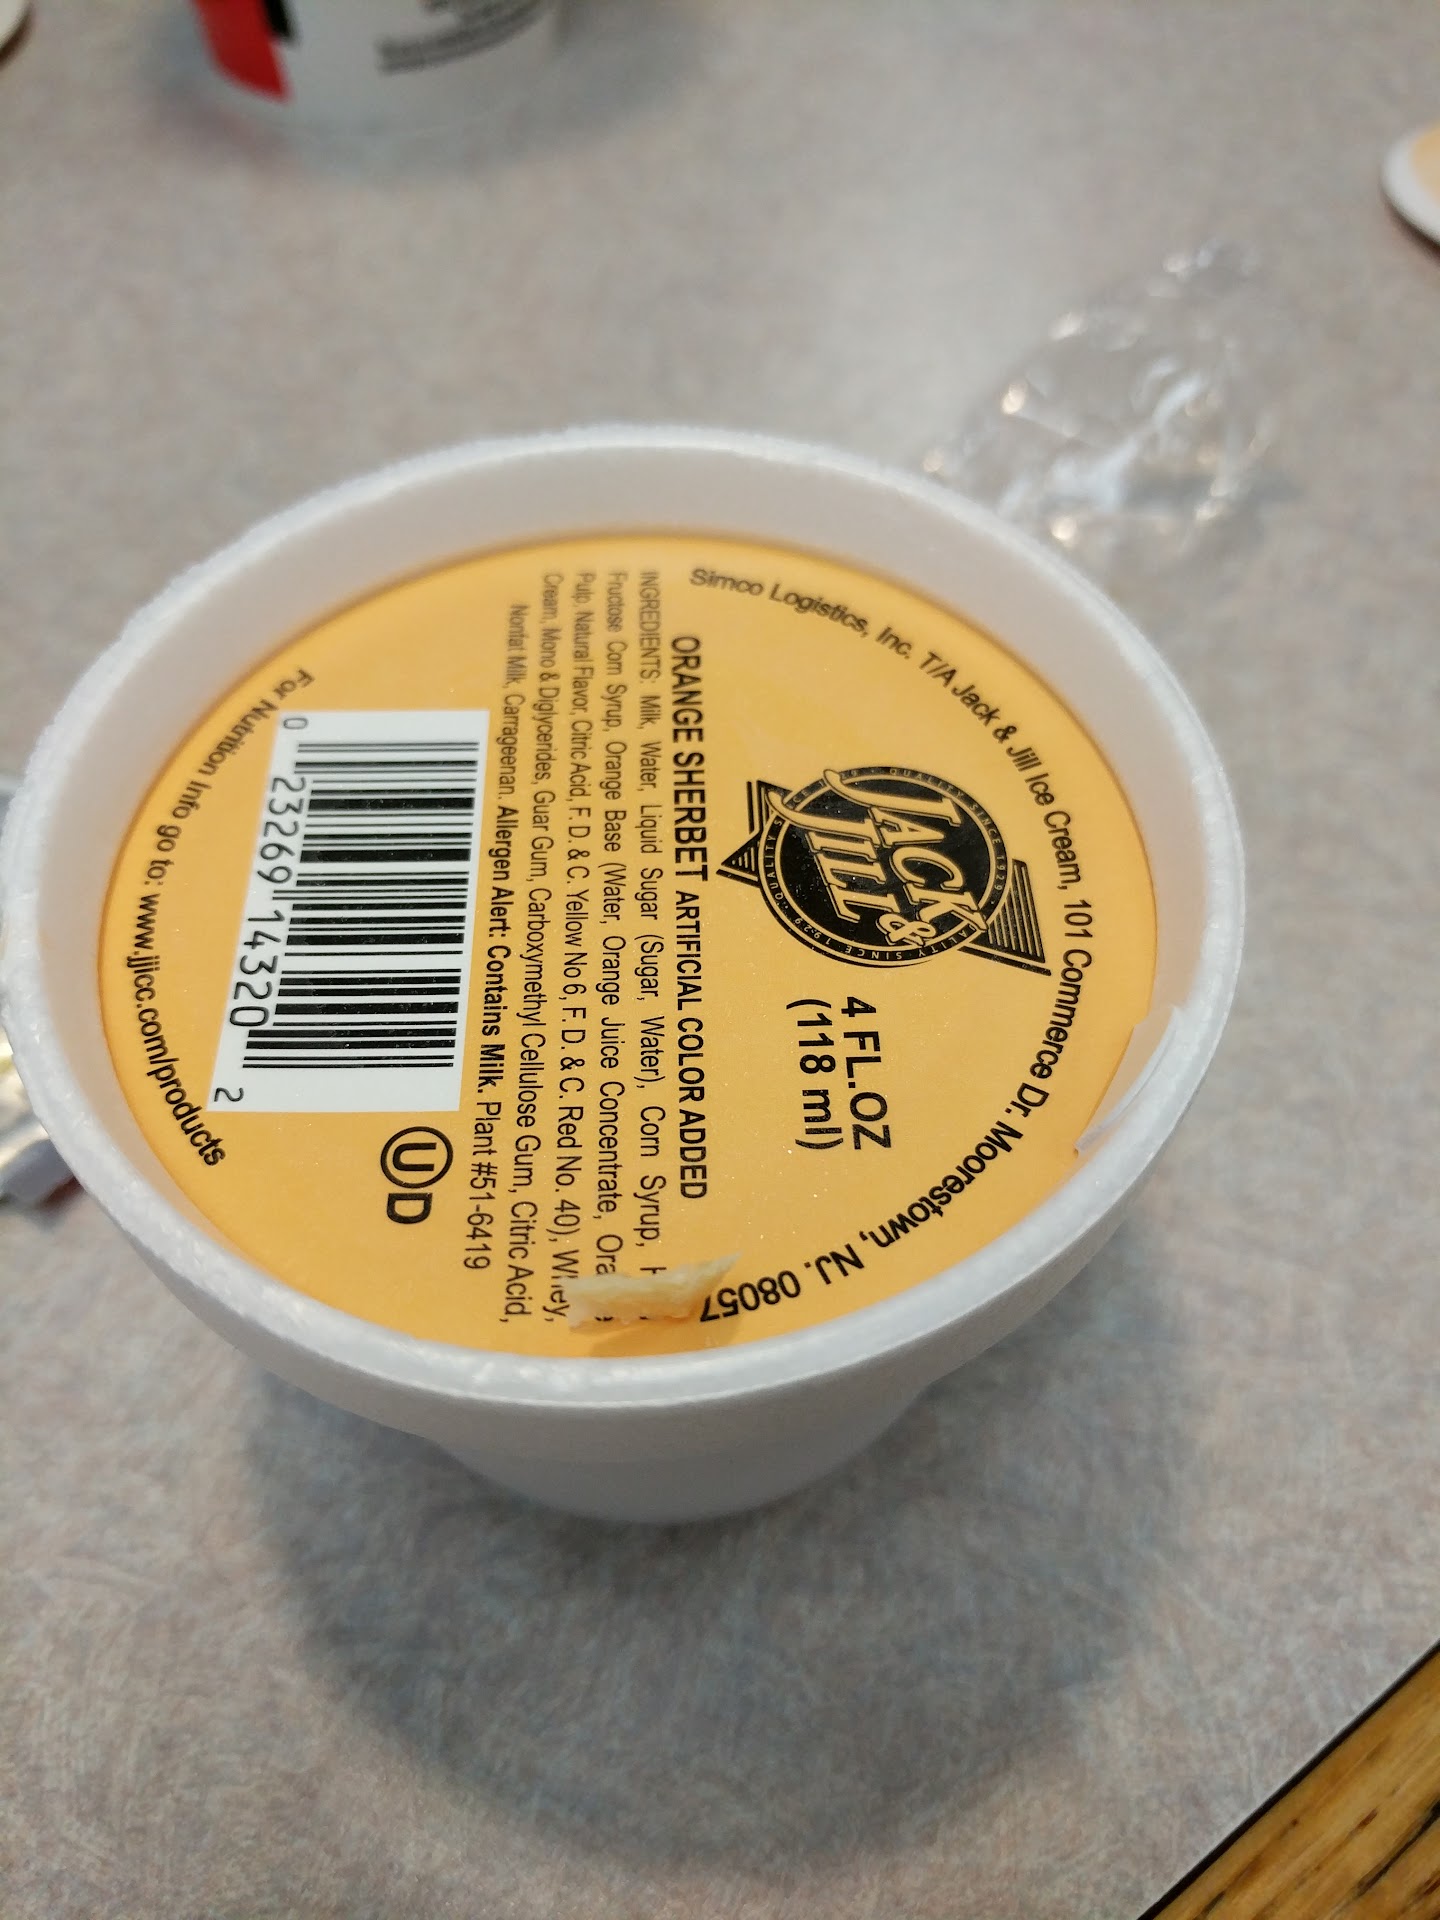 Simco Logistics, Inc. T/A Jack & Jill Ice Cream, 101 Commerce Dr. Moorestown, NJ. 08057
JACK
& JILL
QUALITY SINCE 1929
4 FL.OZ
(118 ml)
ORANGE SHERBET ARTIFICIAL COLOR ADDED
INGREDIENTS: Milk, Water, Liquid Sugar (Sugar, Water), Corn Syrup,
Fructose Corn Syrup, Orange Base (Water, Orange Juice Concentrate,
Pulp, Natural Flavor, Citric Acid, F. D. & C. Yellow No 6, F. D. & C. Red No. 40), Whey,
Cream, Mono & Diglycerides, Guar Gum, Carboxymethyl Cellulose Gum, Citric Acid,
Nonfat Milk, Carrageenan. Allergen Alert: Contains Milk. Plant #51-6419
0 23269 14320 2
U D
For Nutrition Info go to: www.jjicc.com/products